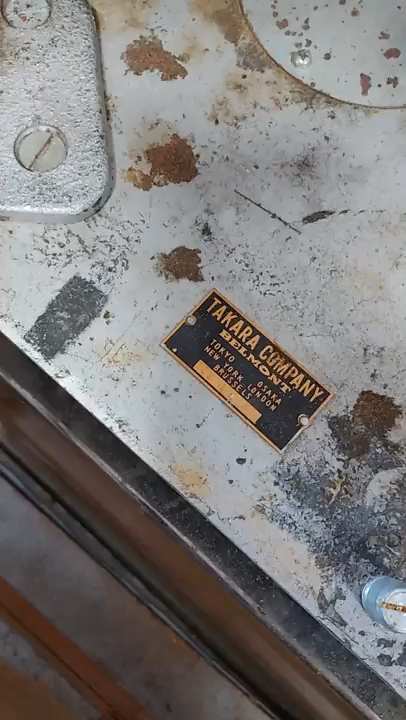 TAKARA COMPANY
BELMONT
TOKYO OSAKA
NEW YORK LONDON
BRUSSELS